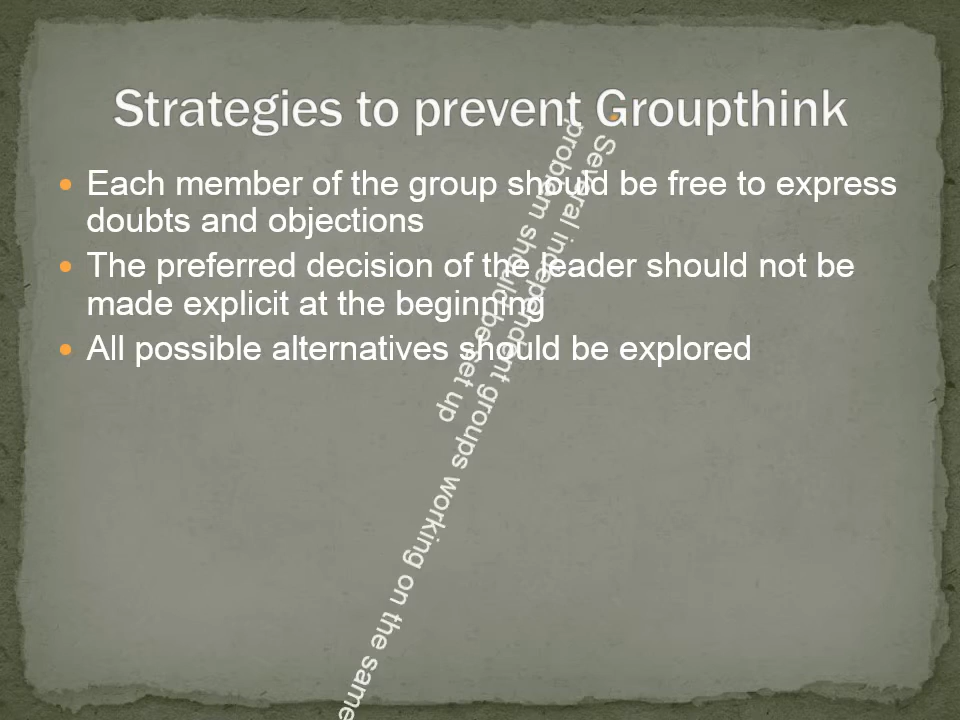 Strategies to prevent Groupthink
• Each member of the group should be free to express
doubts and objections
• The preferred decision of the leader should not be
made explicit at the beginning
• All possible alternatives should be explored
• Several independent groups working on the same
problem should be set up